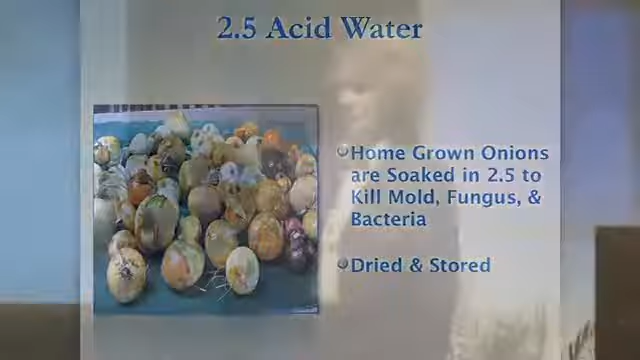 2.5 Acid Water
Home Grown Onions
are Soaked in 2.5 to
Kill Mold, Fungus, &
Bacteria
Dried & Stored